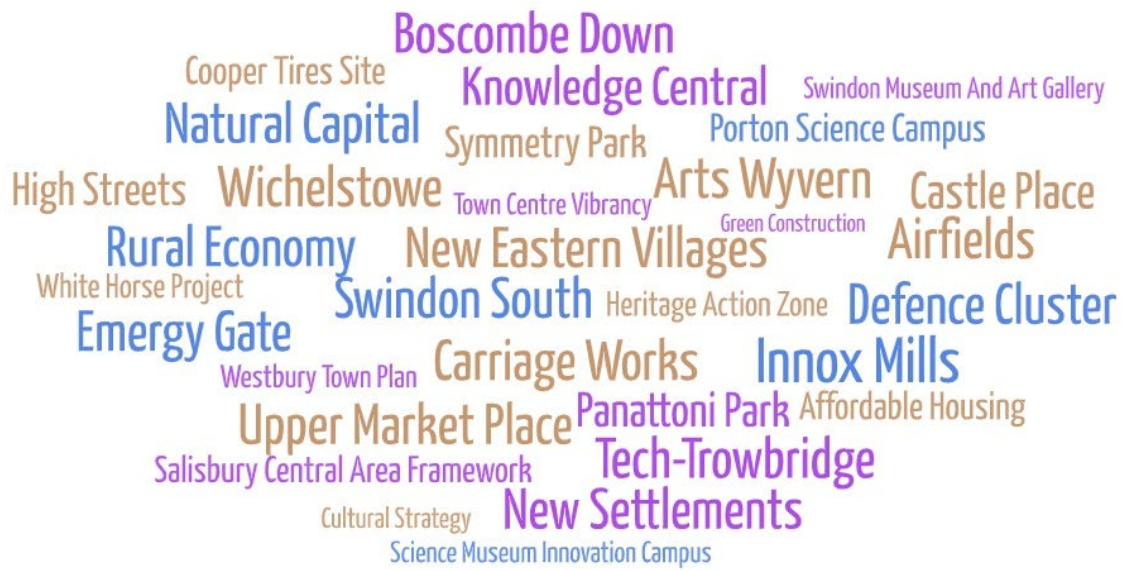 Boscombe Down
Cooper Tires Site
Knowledge Central
Swindon Museum And Art Gallery
Natural Capital
Symmetry Park
Porton Science Campus
High Streets
Wichelstowe
Town Centre Vibrancy
Arts Wyvern
Castle Place
Green Construction
Rural Economy
New Eastern Villages
Airfields
White Horse Project
Swindon South
Heritage Action Zone
Defence Cluster
Emergy Gate
Westbury Town Plan
Carriage Works
Innox Mills
Upper Market Place
Panattoni Park
Affordable Housing
Salisbury Central Area Framework
Tech-Trowbridge
Cultural Strategy
New Settlements
Science Museum Innovation Campus